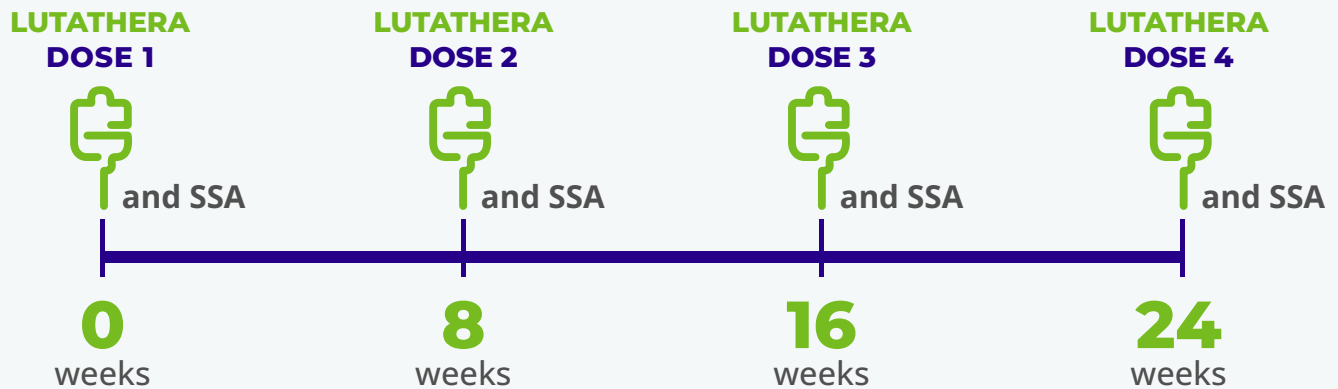 LUTATHERA
DOSE 1
and SSA
0
weeks
LUTATHERA
DOSE 2
and SSA
8
weeks
LUTATHERA
DOSE 3
and SSA
16
weeks
LUTATHERA
DOSE 4
and SSA
24
weeks